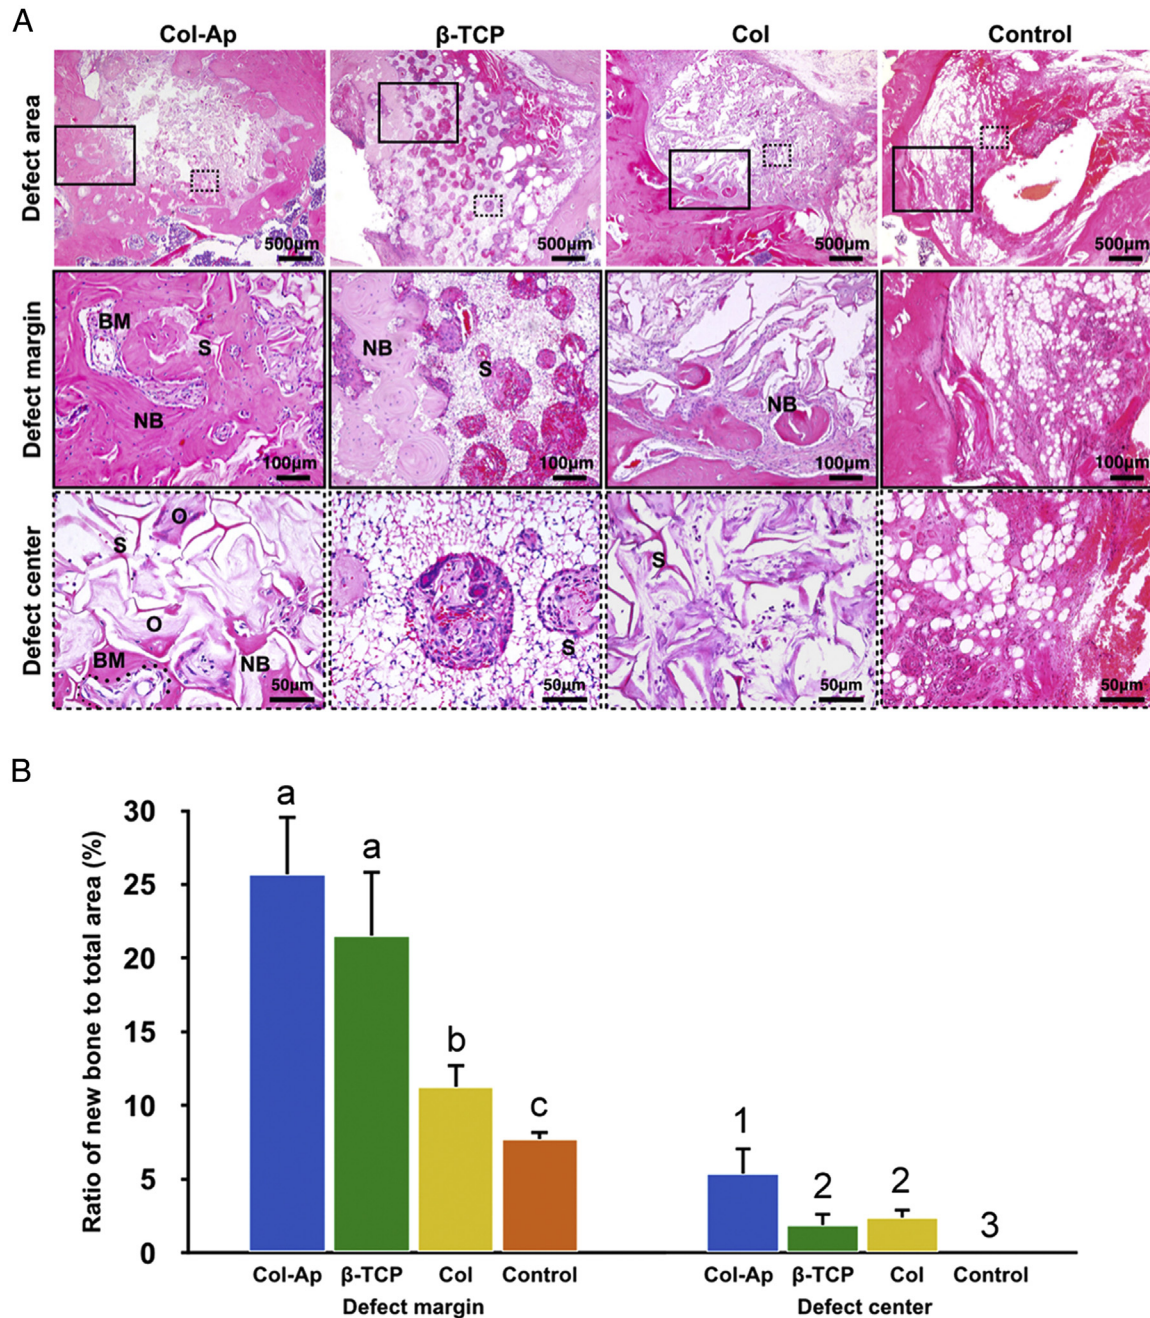 A
Col-Ap β-TCP Col Control
Defect area
500µm 500µm 500µm 500µm
Defect margin
BM S NB 100µm
NB S 100µm
NB 100µm
100µm
Defect center
O S O BM NB 50µm
S 50µm
S 50µm
50µm
B
Ratio of new bone to total area (%)
30
25
20
15
10
5
0
a a b c
1 2 2 3
Col-Ap β-TCP Col Control Col-Ap β-TCP Col Control
Defect margin Defect center